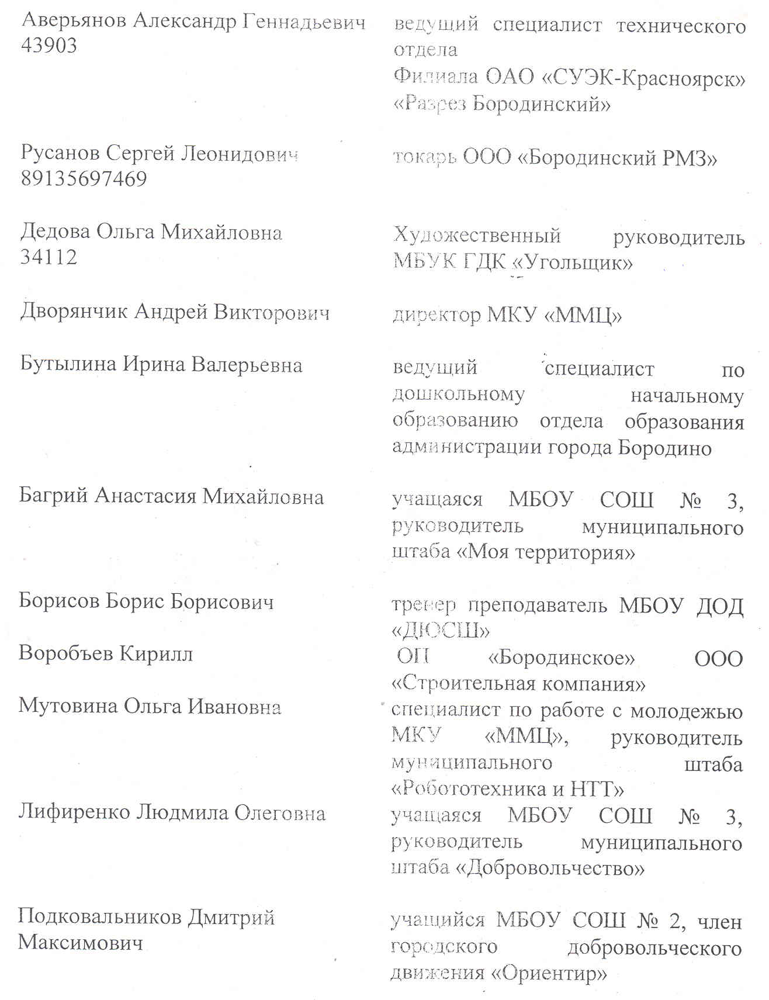 Аверьянов Александр Геннадьевич
43903
ведущий специалист технического
отдела
Филиала ОАО «СУЭК-Красноярск»
«Разрез Бородинский»
Русанов Сергей Леонидович
89135697469
токарь ООО «Бородинский РМЗ»
Дедова Ольга Михайловна
34112
Художественный руководитель
МБУК ГДК «Угольщик»
Дворянчик Андрей Викторович
директор МКУ «ММЦ»
Бутылина Ирина Валерьевна
ведущий специалист по
дошкольному начальному
образованию отдела образования
администрации города Бородино
Багрий Анастасия Михайловна
учащаяся МБОУ СОШ № 3,
руководитель муниципального
штаба «Моя территория»
Борисов Борис Борисович
тренер преподаватель МБОУ ДОД
«ДЮСШ»
Воробъев Кирилл
ОП «Бородинское» ООО
«Строительная компания»
Мутовина Ольга Ивановна
специалист по работе с молодежью
МКУ «ММЦ», руководитель
муниципального штаба
«Робототехника и НТТ»
Лифиренко Людмила Олеговна
учащаяся МБОУ СОШ № 3,
руководитель муниципального
штаба «Добровольчество»
Подковальников Дмитрий
Максимович
учащийся МБОУ СОШ № 2, член
городского добровольческого
движения «Ориентир»